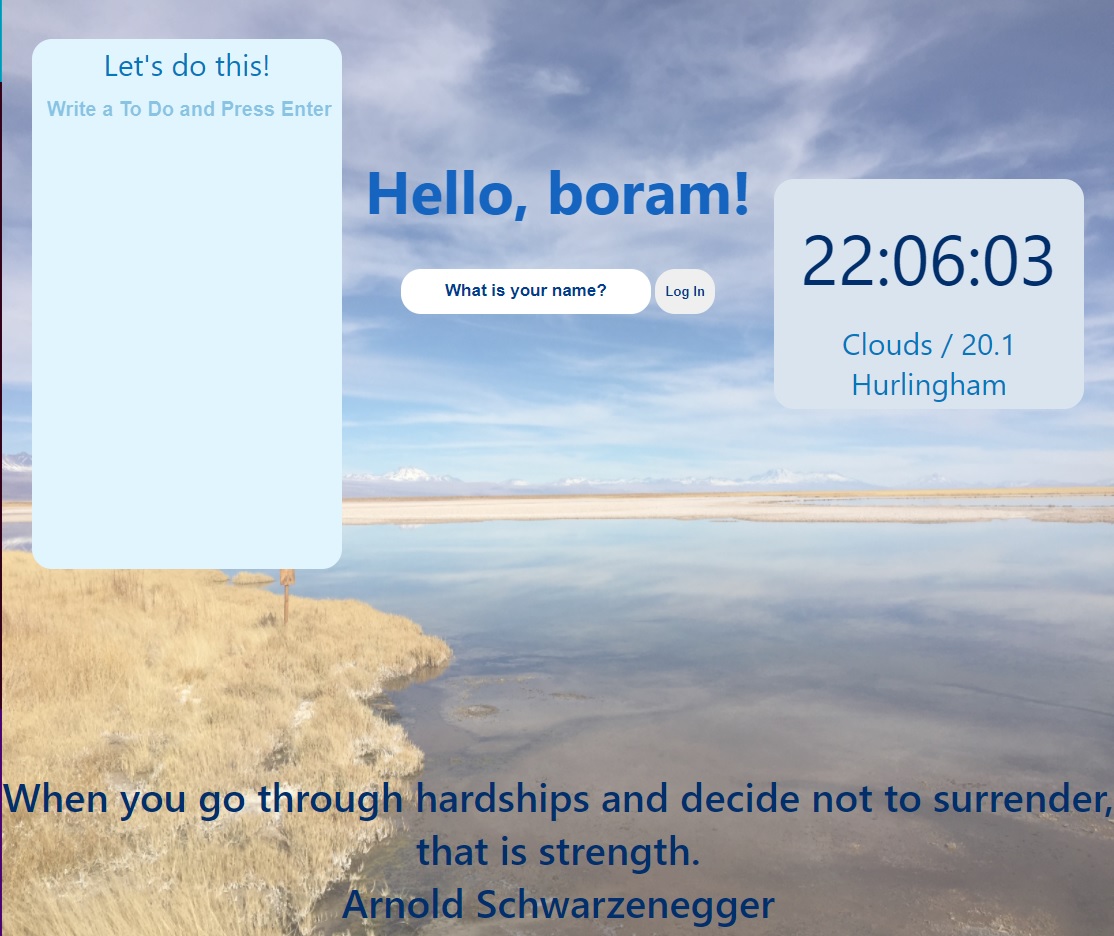 Let's do this!
Write a To Do and Press Enter
Hello, boram!
What is your name?
Log In
22:06:03
Clouds / 20.1
Hurlingham
When you go through hardships and decide not to surrender,
that is strength.
Arnold Schwarzenegger